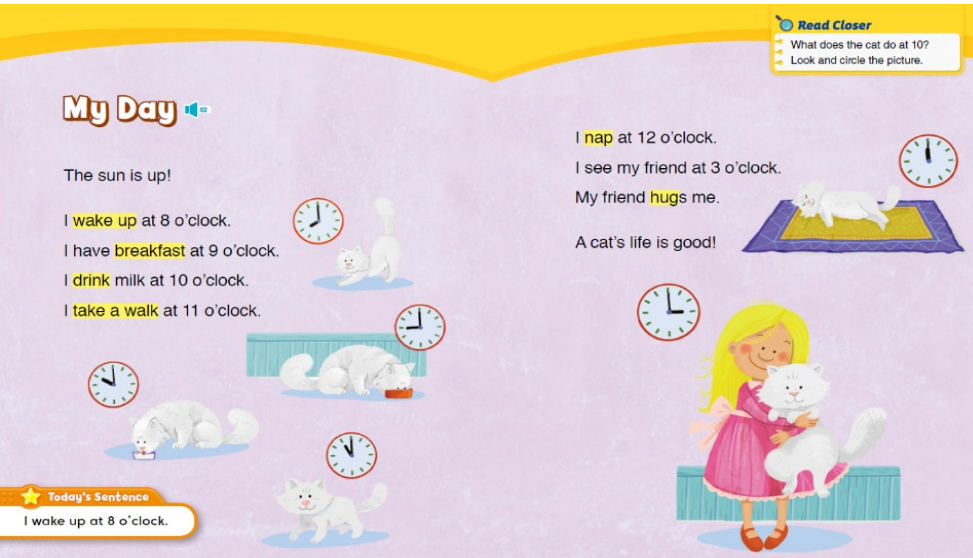 Read Closer
What does the cat do at 10?
Look and circle the picture.
My Day
The sun is up!
I wake up at 8 o'clock.
I have breakfast at 9 o'clock.
I drink milk at 10 o'clock.
I take a walk at 11 o'clock.
I nap at 12 o'clock.
I see my friend at 3 o'clock.
My friend hugs me.
A cat's life is good!
Today's Sentence
I wake up at 8 o'clock.